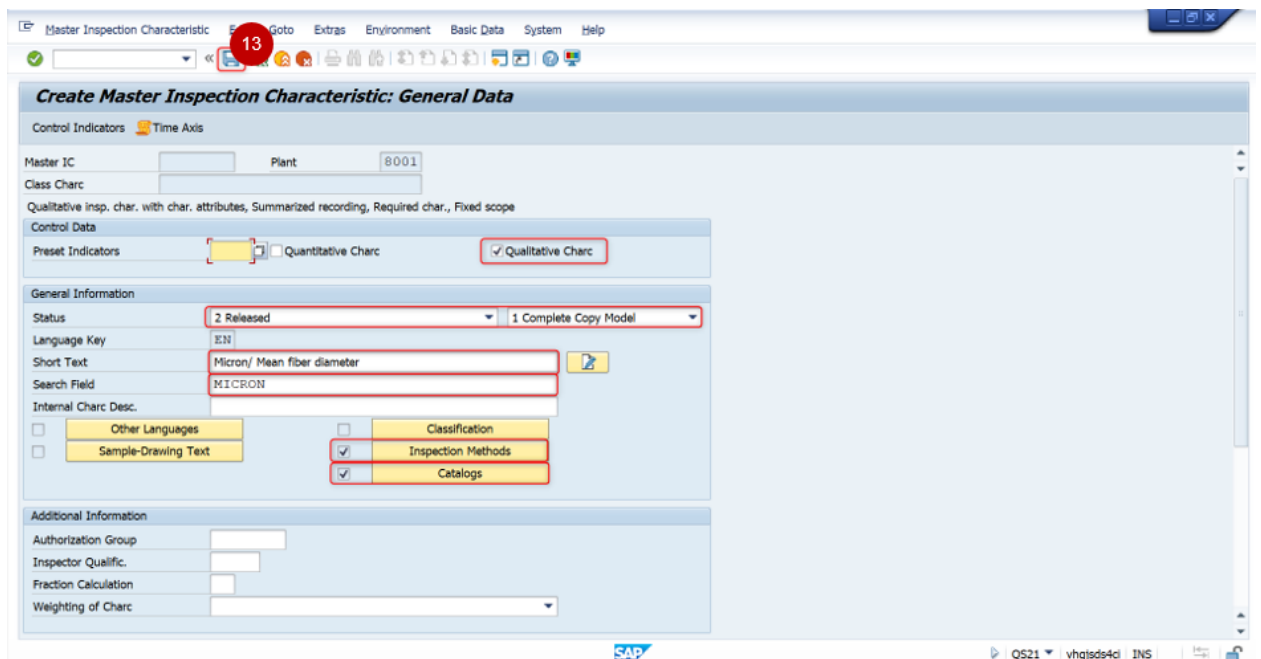 Master Inspection Characteristic E Goto Extras Environment Basic Data System Help
13
Create Master Inspection Characteristic: General Data
Control Indicators Time Axis
Master IC Plant 8001
Class Charc
Qualitative insp. char. with char. attributes, Summarized recording, Required char., Fixed scope
Control Data
Preset Indicators Quantitative Charc Qualitative Charc
General Information
Status 2 Released 1 Complete Copy Model
Language Key EN
Short Text Micron/ Mean fiber diameter
Search Field MICRON
Internal Charc Desc.
Other Languages Classification
Sample-Drawing Text Inspection Methods
Catalogs
Additional Information
Authorization Group
Inspector Qualific.
Fraction Calculation
Weighting of Charc
SAP QS21 vhqjsds4ci INS